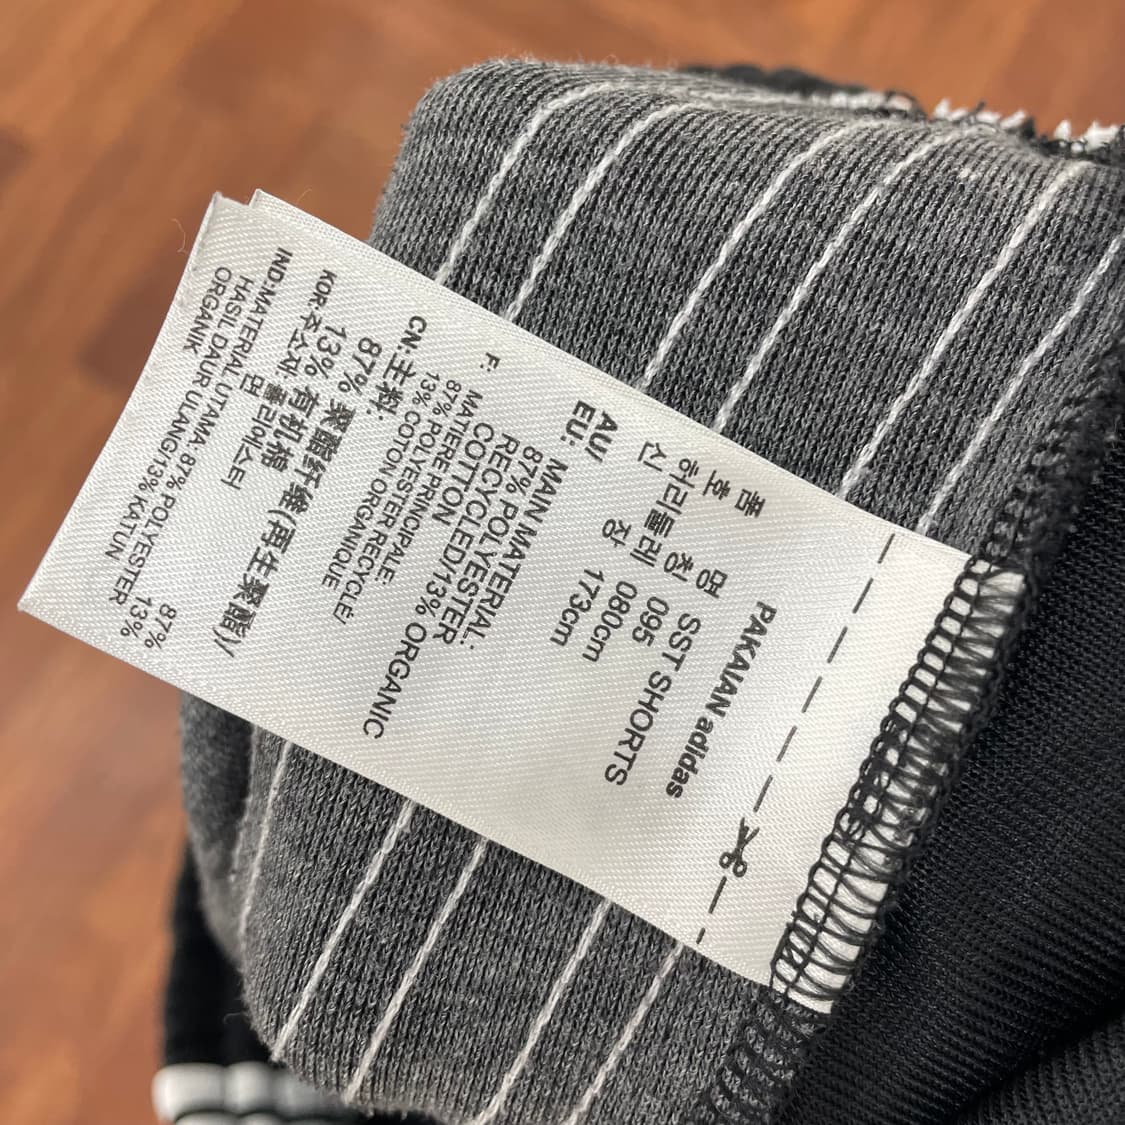 PAKAIAN adidas
품 명 SST SHORTS
호 칭 095
허리둘레 080cm
신 장 173cm
AU/
EU: MAIN MATERIAL:
87% POLYESTER
RECYCLED/13% ORGANIC
COTTON
F: MATIERE PRINCIPALE:
87% POLYESTER RECYCLE/
13% COTON ORGANIQUE
CN:主料:
87% 聚酯纤维(再生聚酯)/
13% 有机棉
KOR:주소재 폴리에스터 87%
면 13%
IND:MATERIAL UTAMA: 87% POLYESTER
HASIL DAUR ULANG/13% KATUN
ORGANIK